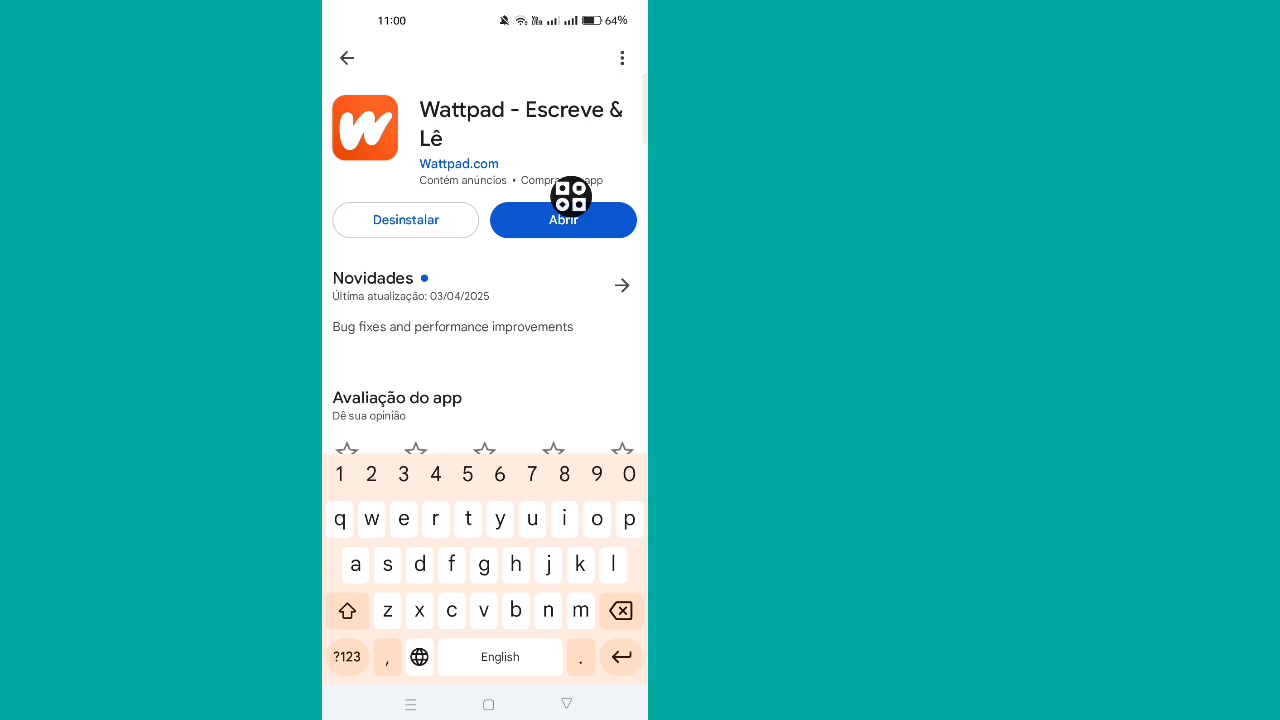 11:00
64%
Wattpad - Escreve &
Lê
Wattpad.com
Contém anúncios • app
Desinstalar
Abrir
Novidades
Última atualização: 03/04/2025
Bug fixes and performance improvements
Avaliação do app
Dê sua opinião
1 2 3 4 5 6 7 8 9 0
q w e r t y u i o p
a s d f g h j k l
z x c v b n m
?123 , English .